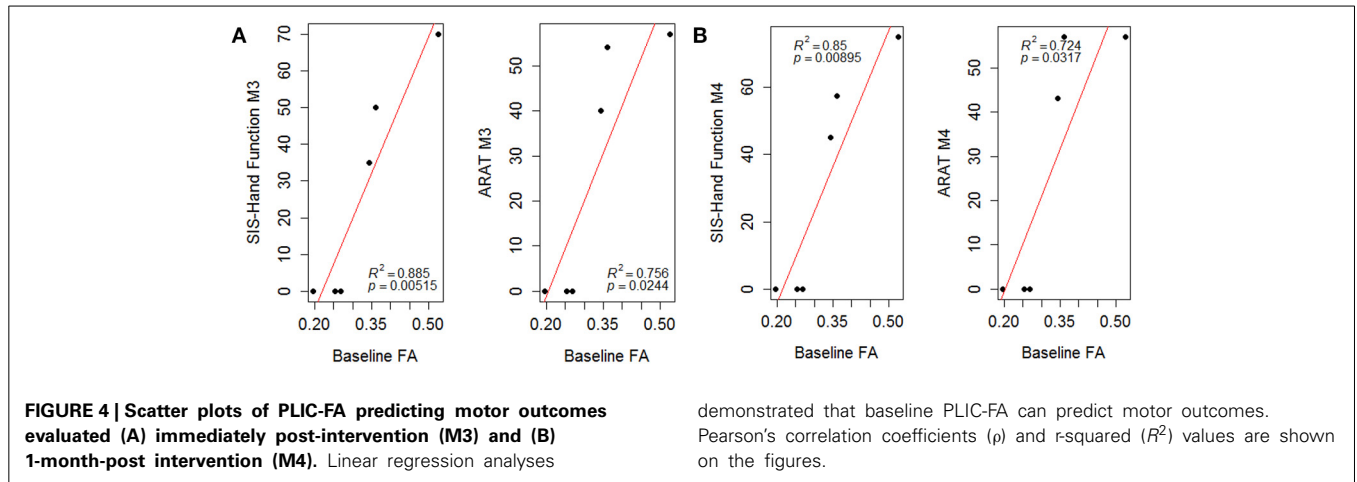 A
SIS-Hand Function M3
70
60
50
40
30
20
10
0
R² = 0.885
p = 0.00515
0.20 0.35 0.50
Baseline FA
ARAT M3
50
40
30
20
10
0
R² = 0.756
p = 0.0244
0.20 0.35 0.50
Baseline FA
B
SIS-Hand Function M4
60
40
20
0
R² = 0.85
p = 0.00895
0.20 0.35 0.50
Baseline FA
ARAT M4
50
40
30
20
10
0
R² = 0.724
p = 0.0317
0.20 0.35 0.50
Baseline FA
FIGURE 4 | Scatter plots of PLIC-FA predicting motor outcomes
evaluated (A) immediately post-intervention (M3) and (B)
1-month-post intervention (M4). Linear regression analyses
demonstrated that baseline PLIC-FA can predict motor outcomes.
Pearson's correlation coefficients (ρ) and r-squared (R²) values are shown
on the figures.